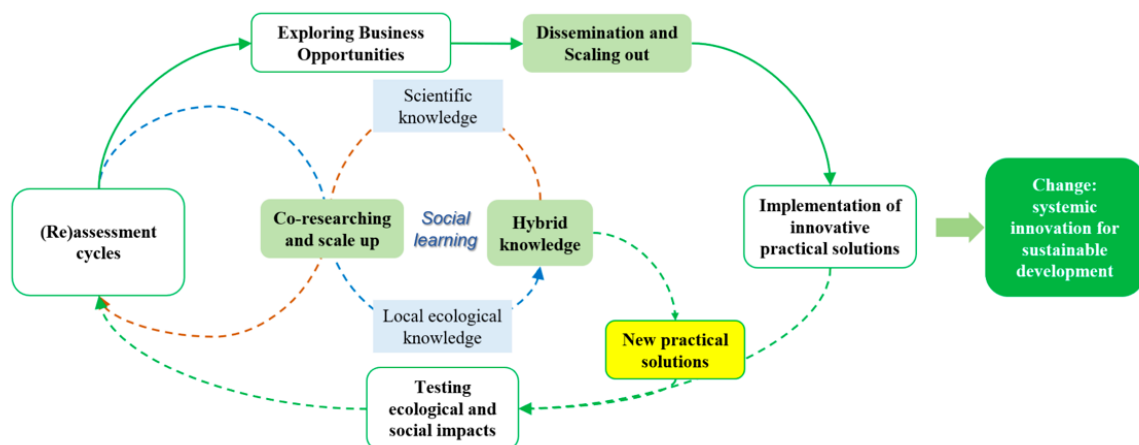 Exploring Business
Opportunities
Dissemination and
Scaling out
Scientific
knowledge
(Re)assessment
cycles
Co-researching
and scale up
Social
learning
Hybrid
knowledge
Implementation of
innovative
practical solutions
Change:
systemic
innovation for
sustainable
development
Local ecological
knowledge
New practical
solutions
Testing
ecological and
social impacts